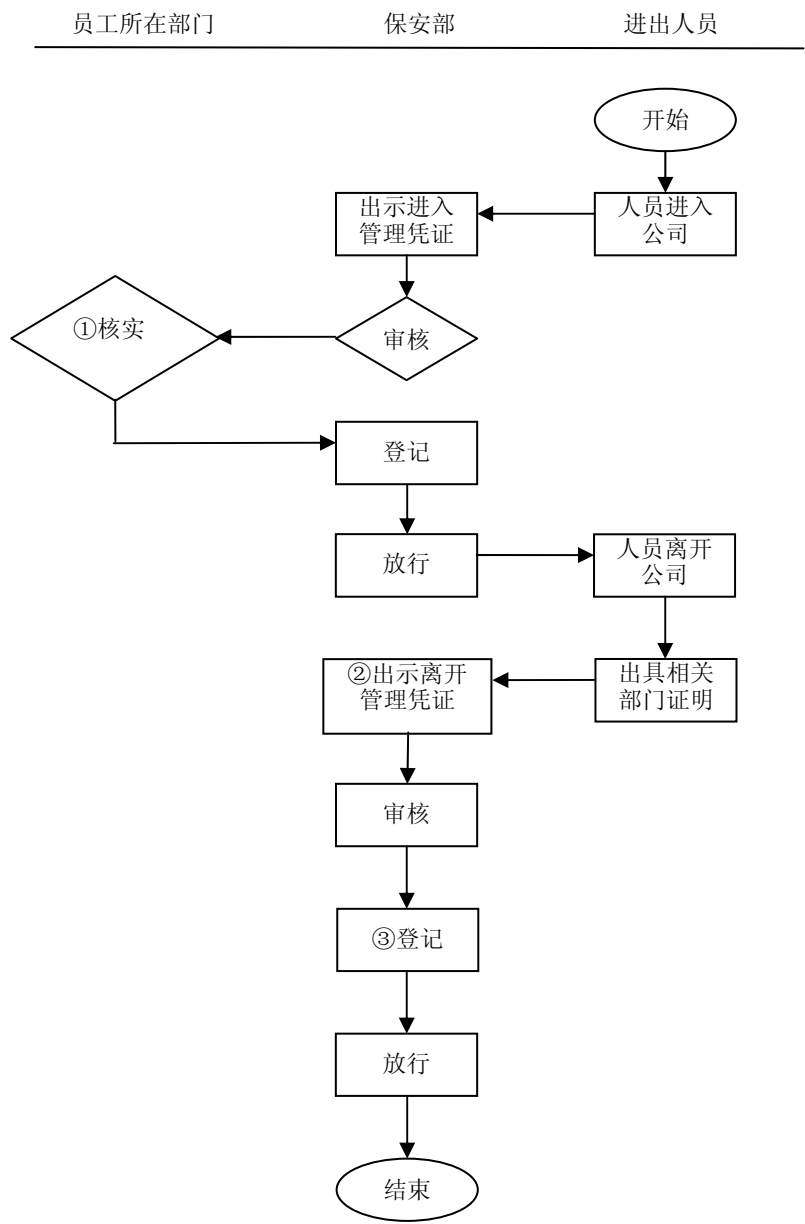 员工所在部门 保安部 进出人员
开始
出示进入
管理凭证
人员进入
公司
①核实
审核
登记
放行
人员离开
公司
②出示离开
管理凭证
出具相关
部门证明
审核
③登记
放行
结束